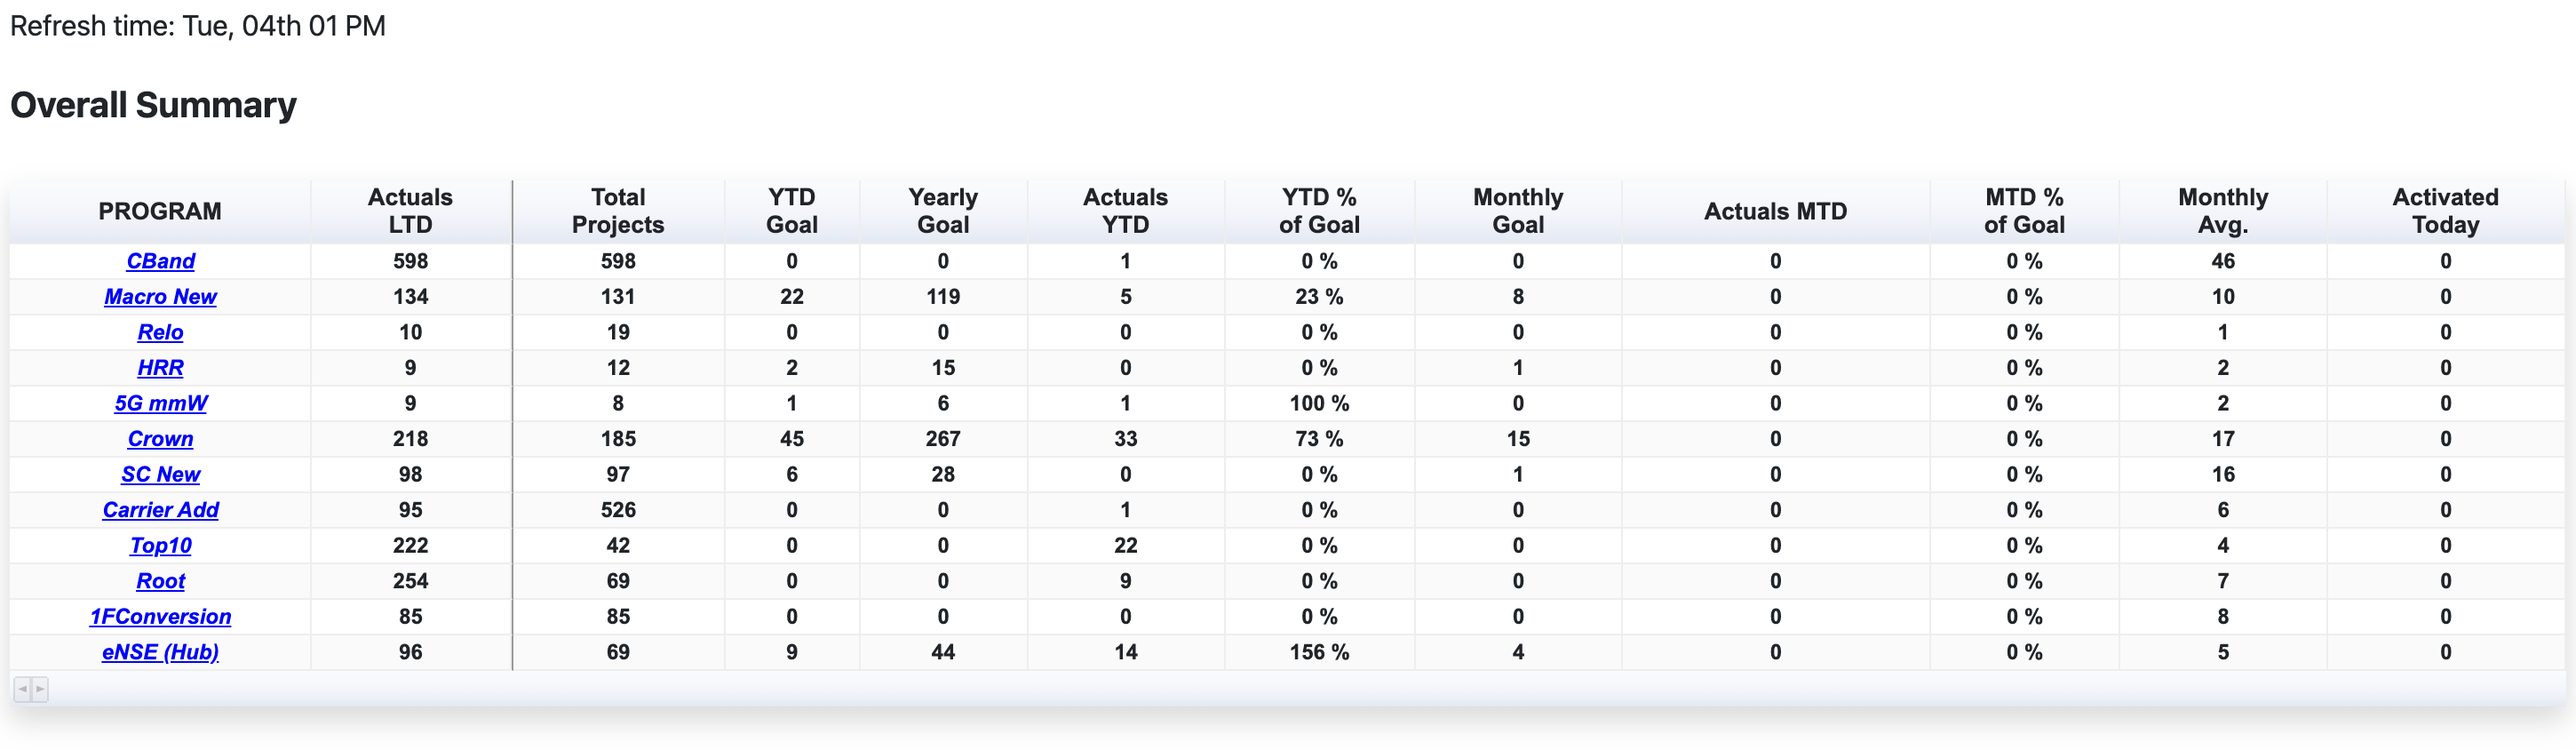 Refresh time: Tue, 04th 01 PM
Overall Summary
PROGRAM Actuals LTD Total Projects YTD Goal Yearly Goal Actuals YTD YTD % of Goal Monthly Goal Actuals MTD MTD % of Goal Monthly Avg. Activated Today
CBand 598 598 0 0 1 0 % 0 0 0 % 46 0
Macro New 134 131 22 119 5 23 % 8 0 0 % 10 0
Relo 10 19 0 0 0 0 % 0 0 0 % 1 0
HRR 9 12 2 15 0 0 % 1 0 0 % 2 0
5G mmW 9 8 1 6 1 100 % 0 0 0 % 2 0
Crown 218 185 45 267 33 73 % 15 0 0 % 17 0
SC New 98 97 6 28 0 0 % 1 0 0 % 16 0
Carrier Add 95 526 0 0 1 0 % 0 0 0 % 6 0
Top10 222 42 0 0 22 0 % 0 0 0 % 4 0
Root 254 69 0 0 9 0 % 0 0 0 % 7 0
1FConversion 85 85 0 0 0 0 % 0 0 0 % 8 0
eNSE (Hub) 96 69 9 44 14 156 % 4 0 0 % 5 0